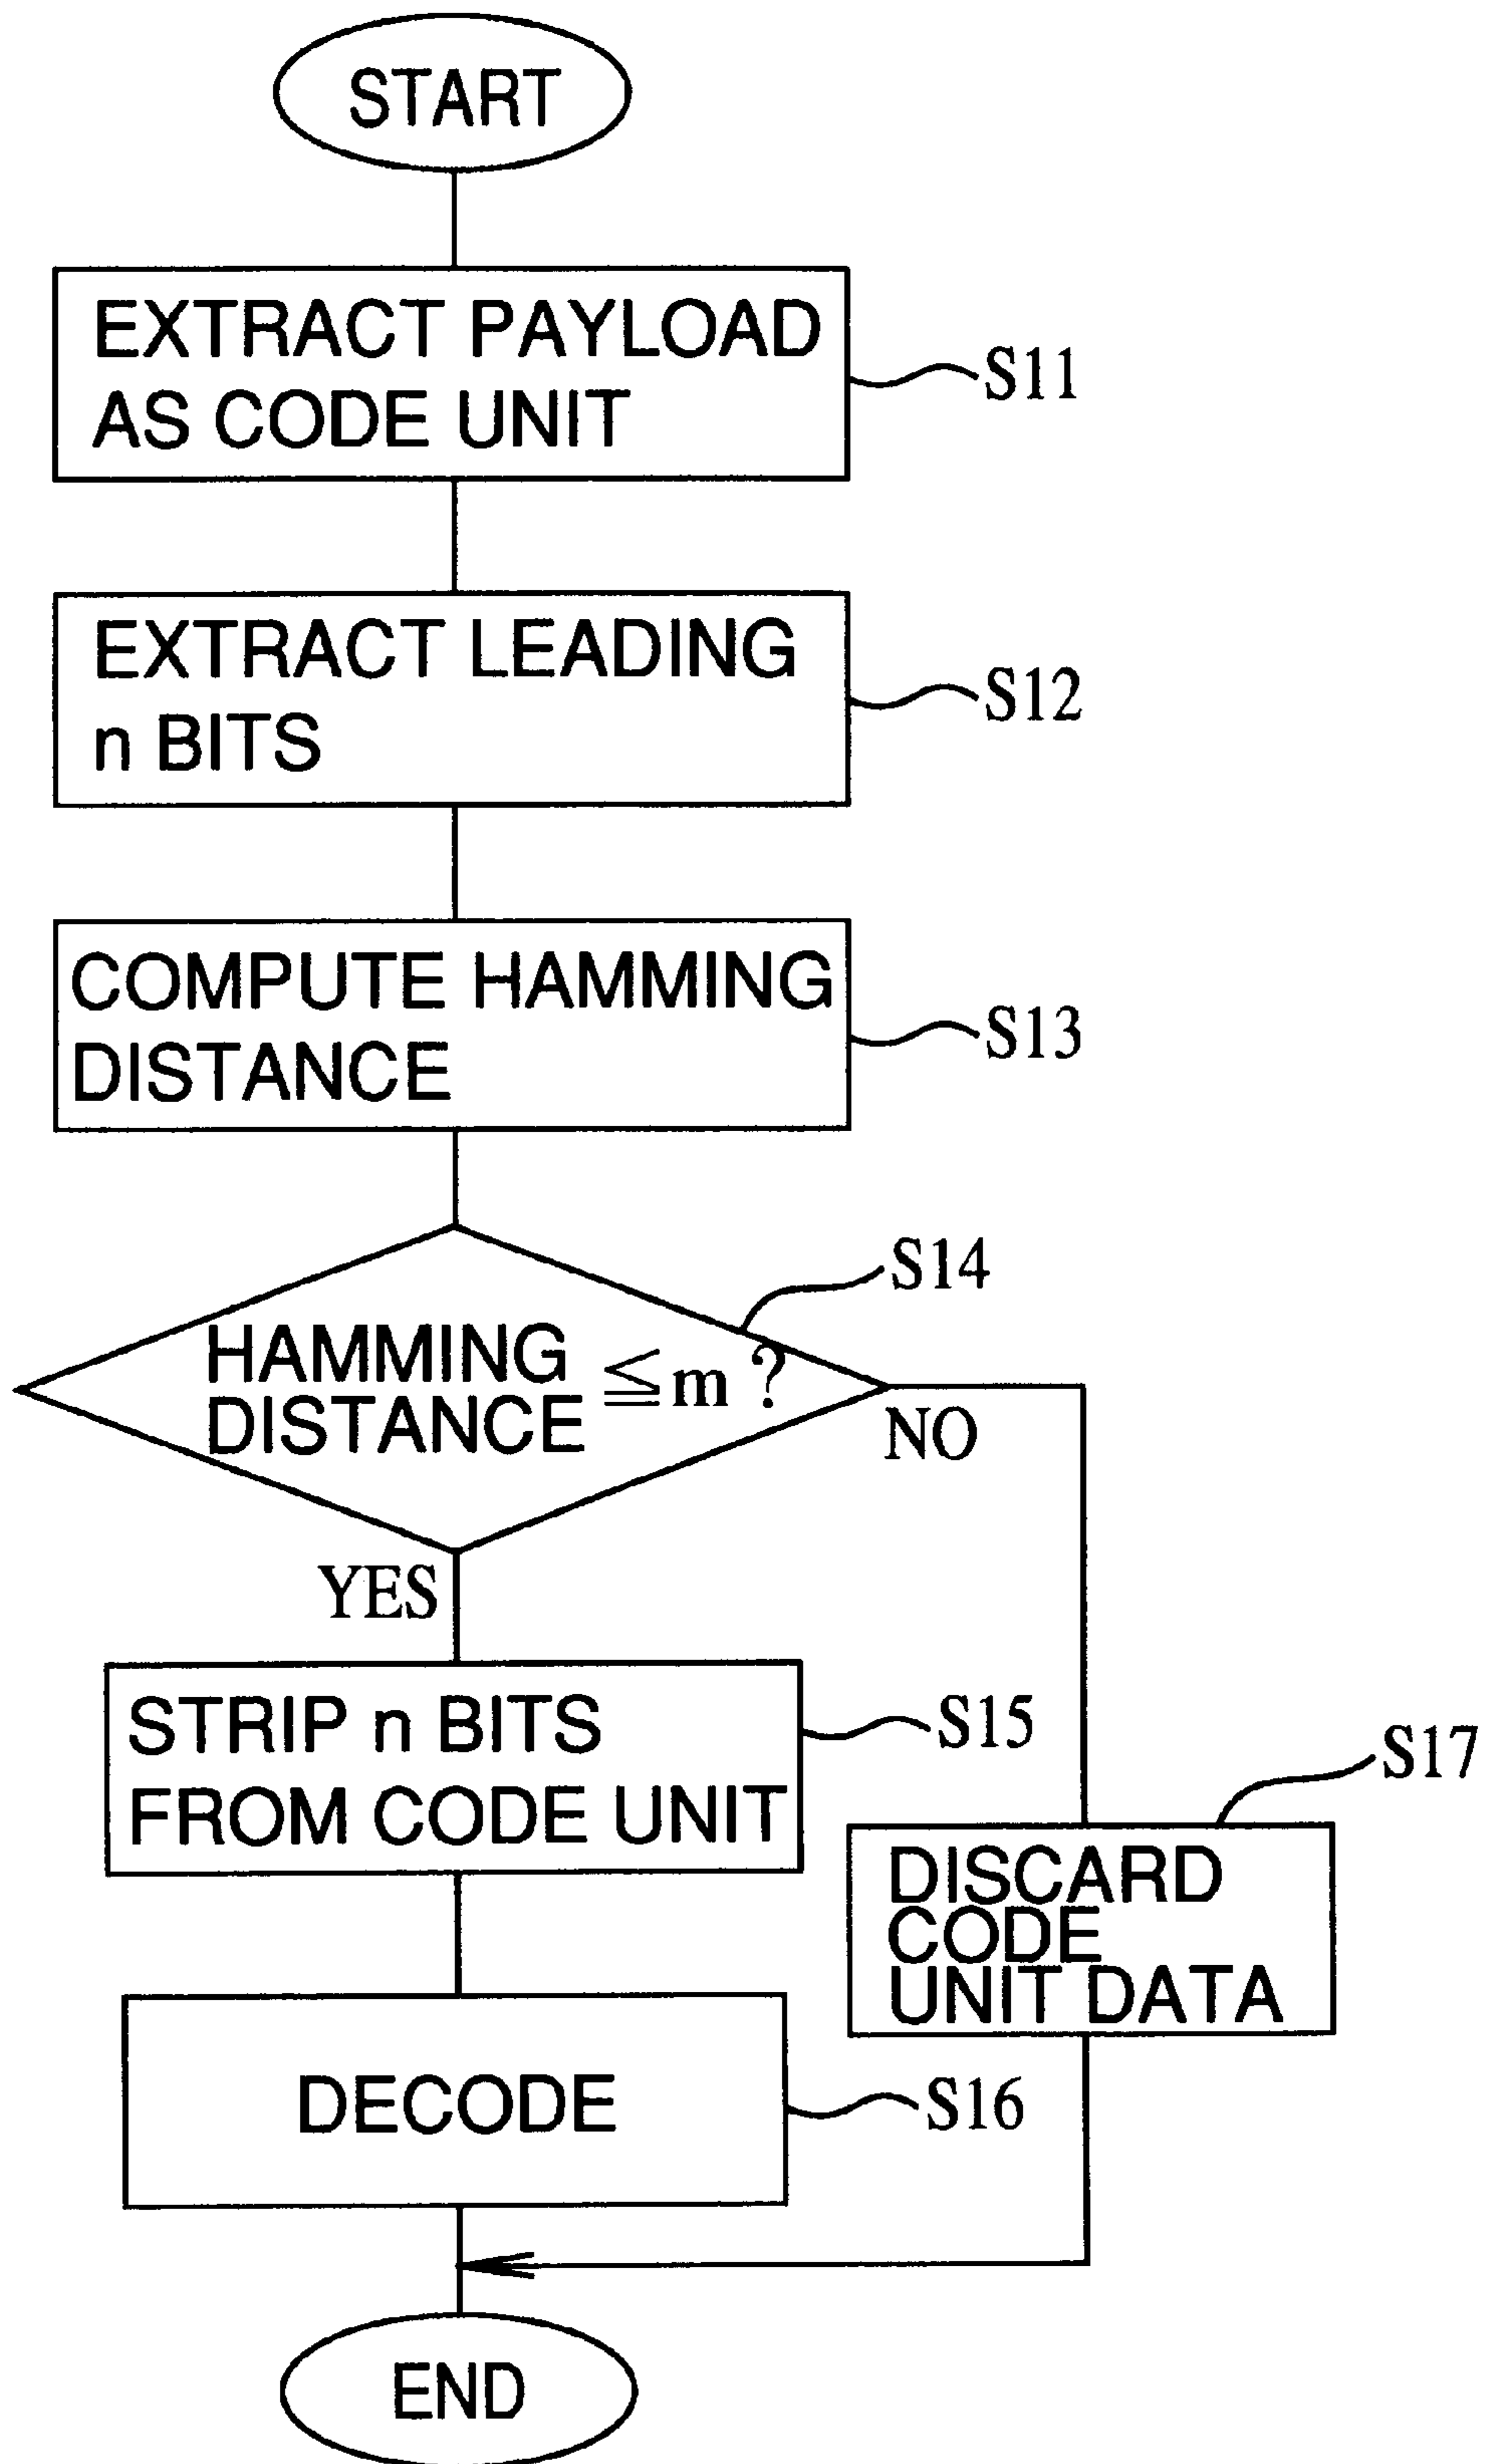 START
EXTRACT PAYLOAD
AS CODE UNIT
S11
EXTRACT LEADING
n BITS
S12
COMPUTE HAMMING
DISTANCE
S13
S14
HAMMING
DISTANCE ≦ m ?
NO
YES
STRIP n BITS
FROM CODE UNIT
S15
S17
DISCARD
CODE
UNIT DATA
DECODE
S16
END